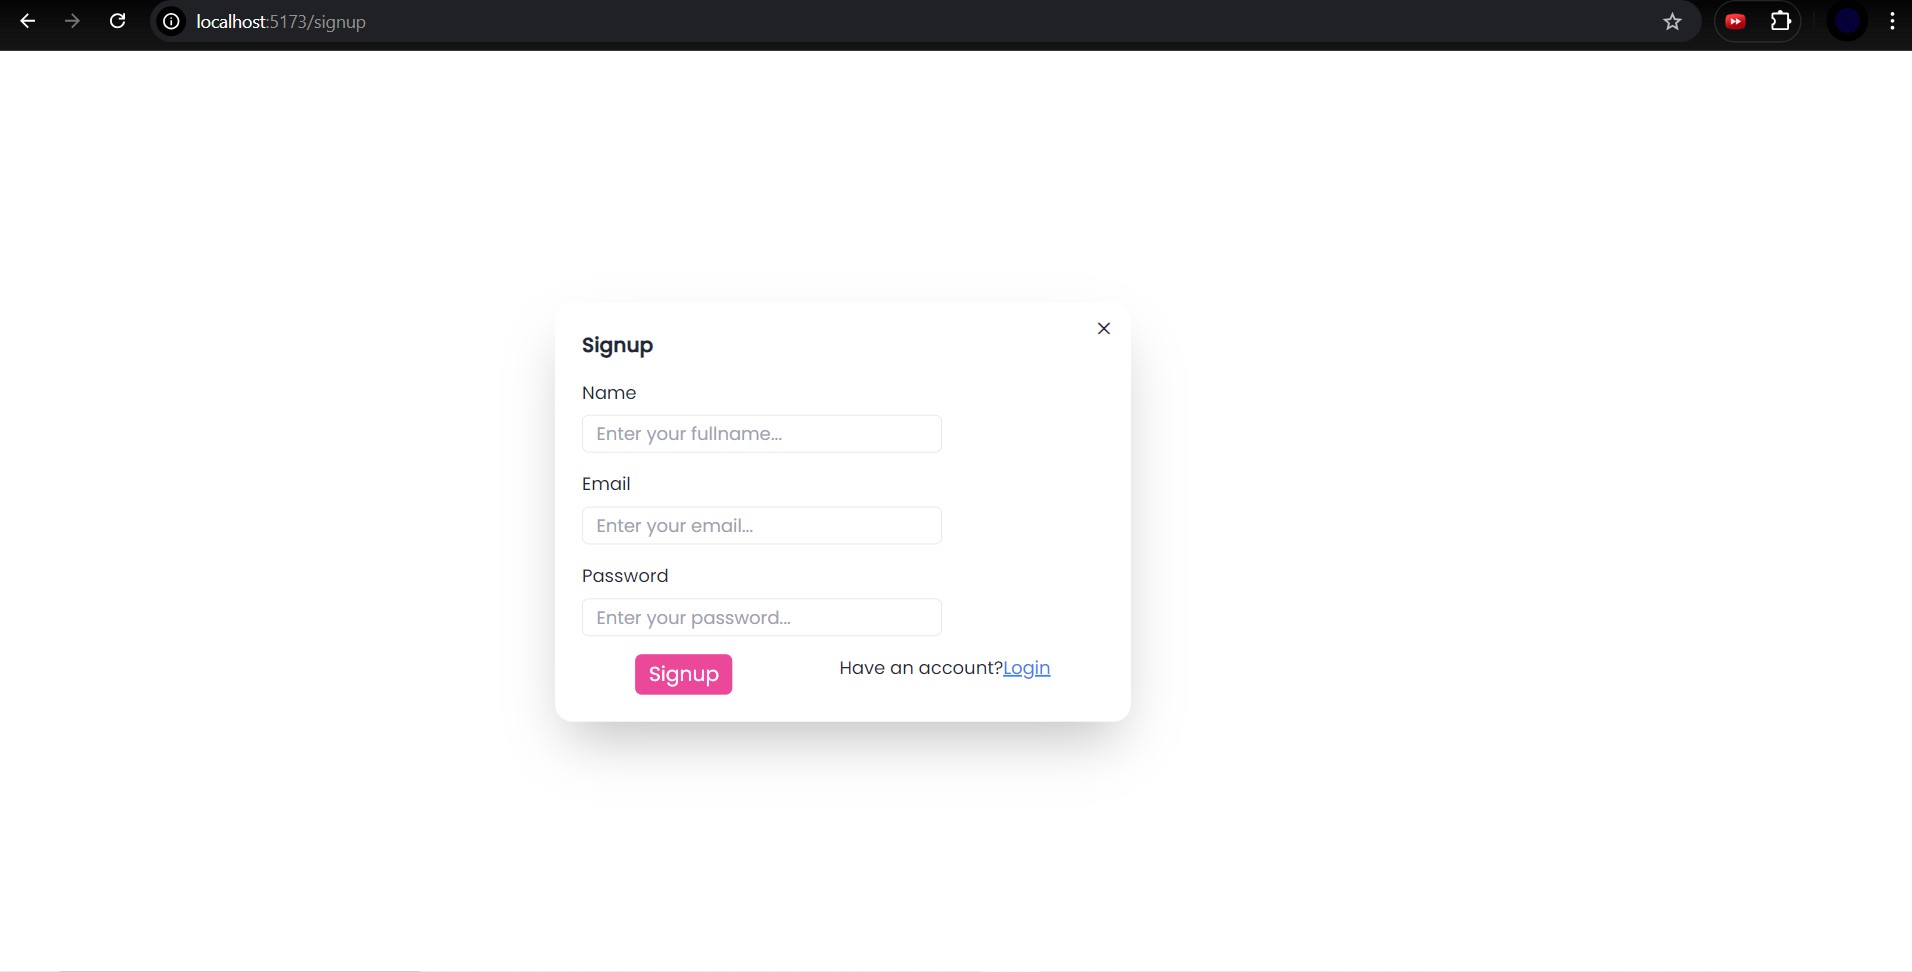 localhost:5173/signup
Signup
Name
Enter your fullname...
Email
Enter your email...
Password
Enter your password...
Signup
Have an account?Login